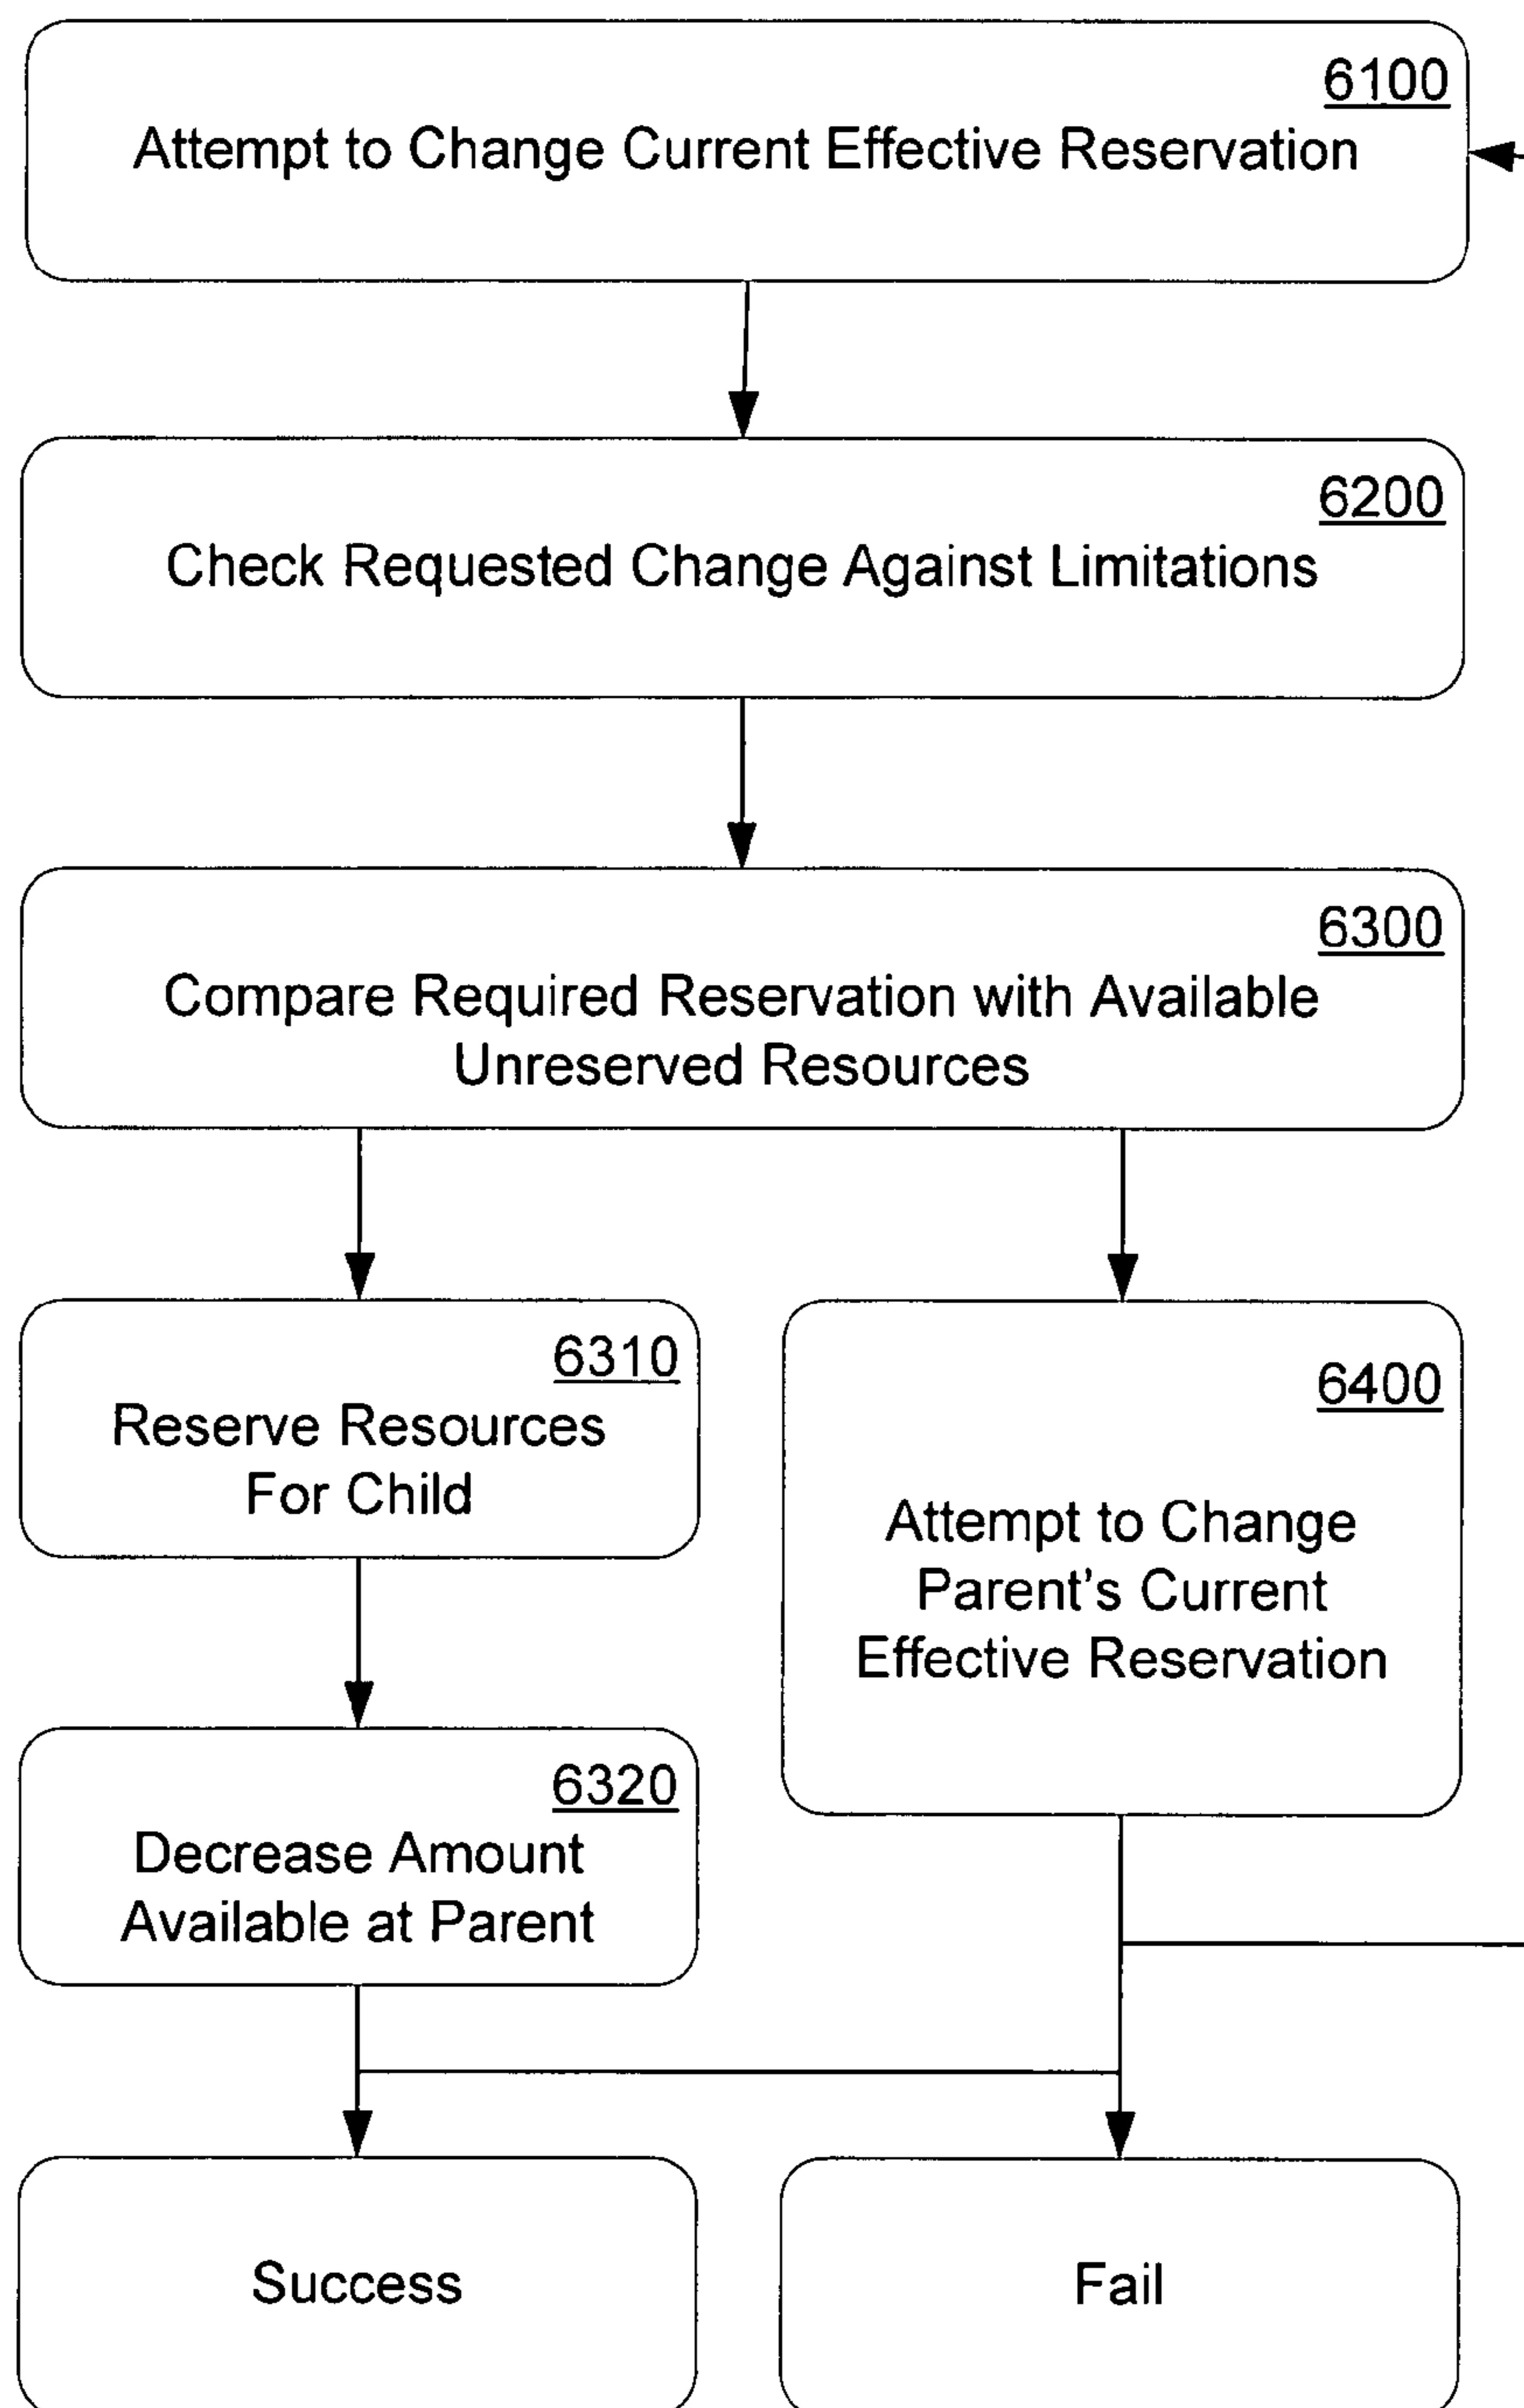 6100
Attempt to Change Current Effective Reservation
6200
Check Requested Change Against Limitations
6300
Compare Required Reservation with Available
Unreserved Resources
6310
Reserve Resources
For Child
6400
Attempt to Change
Parent's Current
Effective Reservation
6320
Decrease Amount
Available at Parent
Success
Fail